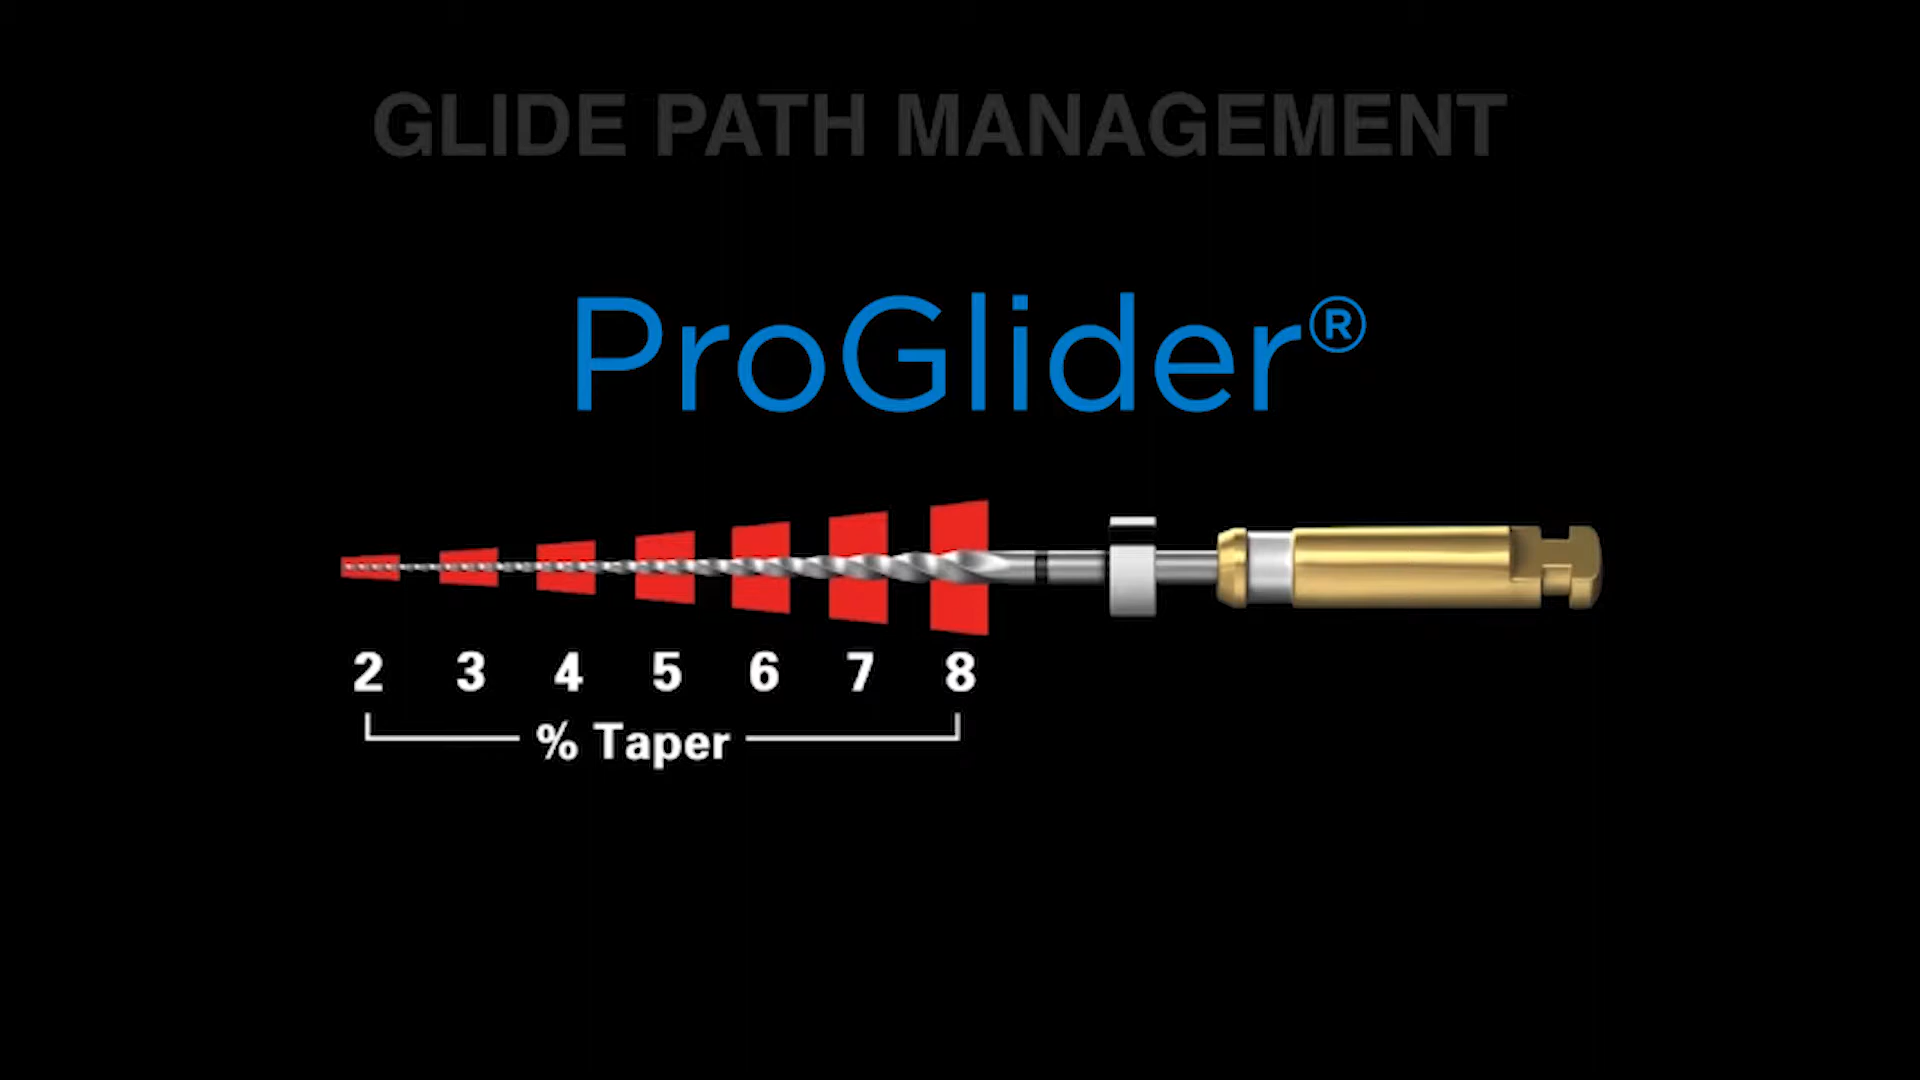 GLIDE PATH MANAGEMENT
ProGlider®
2 3 4 5 6 7 8
% Taper